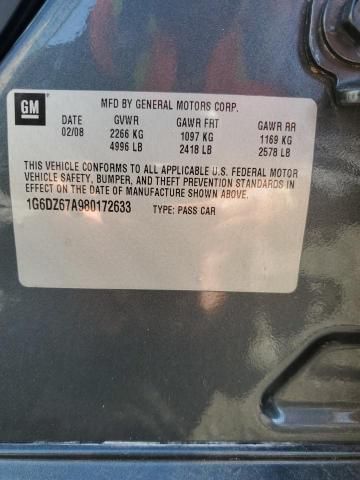 GM
MFD BY GENERAL MOTORS CORP.
DATE GVWR GAWR FRT GAWR RR
02/08 2266 KG 1097 KG 1169 KG
4996 LB 2418 LB 2578 LB
THIS VEHICLE CONFORMS TO ALL APPLICABLE U.S. FEDERAL MOTOR
VEHICLE SAFETY, BUMPER, AND THEFT PREVENTION STANDARDS IN
EFFECT ON THE DATE OF MANUFACTURE SHOWN ABOVE.
1G6DZ67A980172633 TYPE: PASS CAR